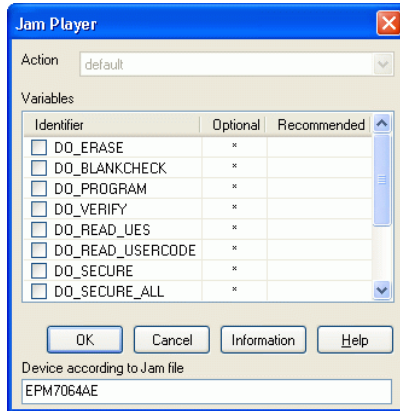 Jam Player
Action default
Variables
Identifier Optional Recommended
DO_ERASE *
DO_BLANKCHECK *
DO_PROGRAM *
DO_VERIFY *
DO_READ_UES *
DO_READ_USERCODE *
DO_SECURE *
DO_SECURE_ALL *
OK Cancel Information Help
Device according to Jam file
EPM7064AE